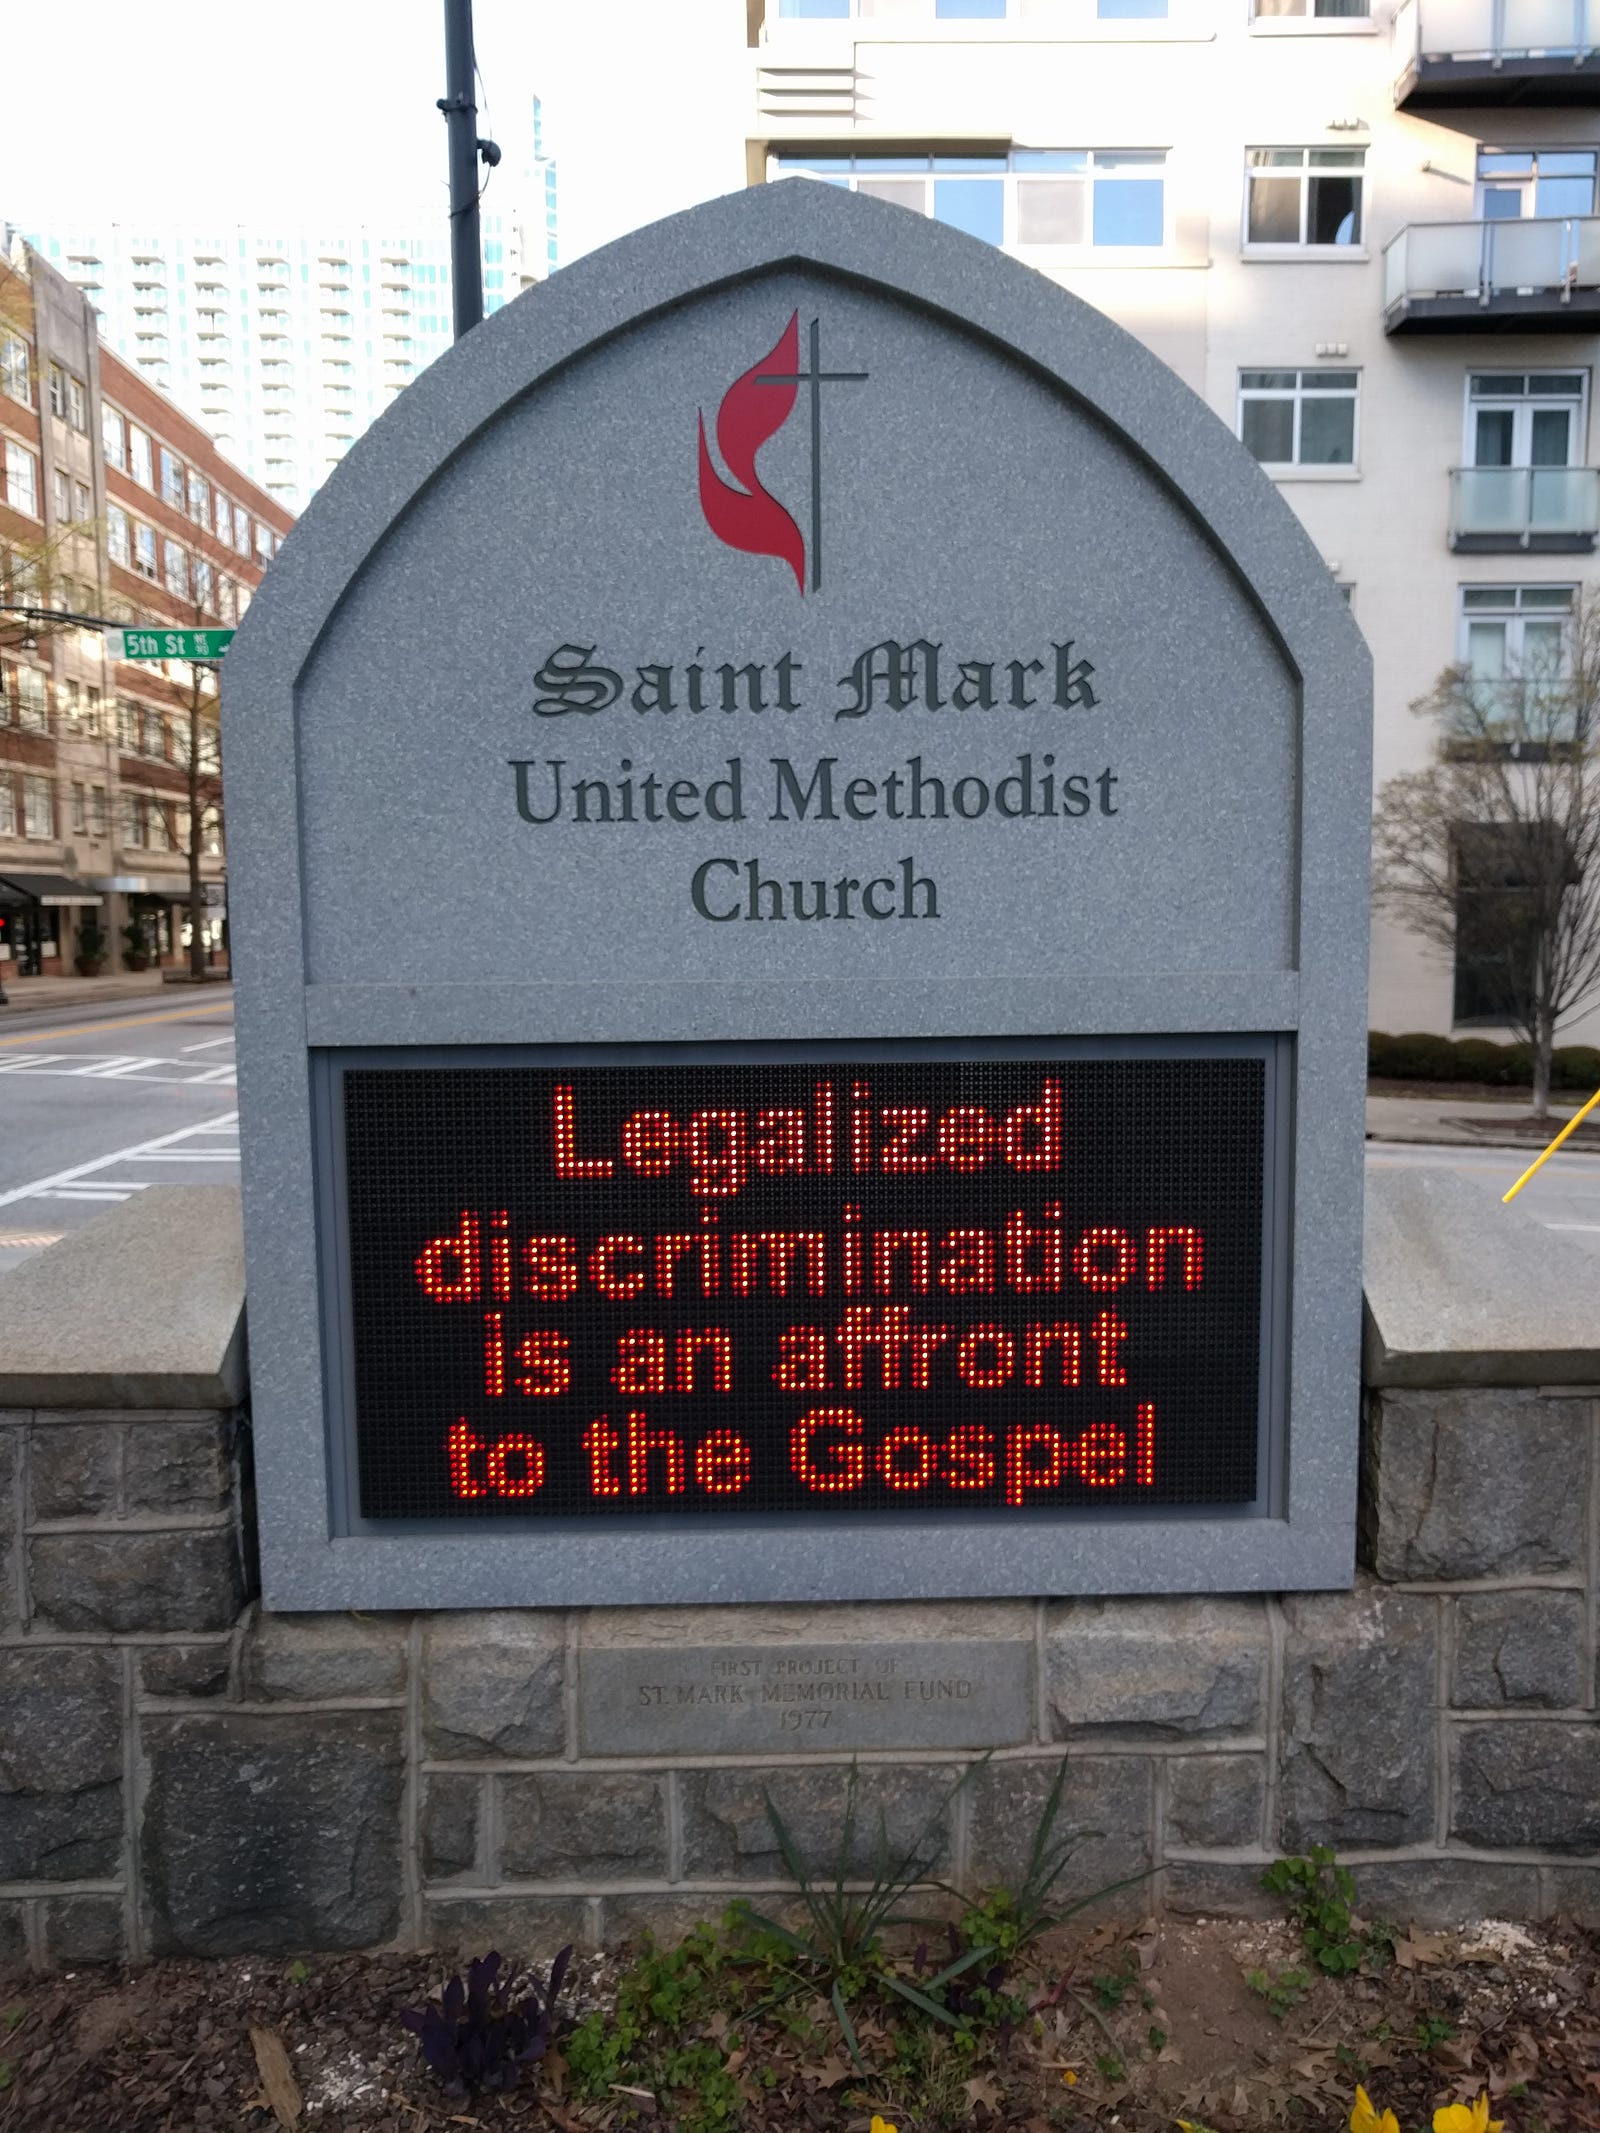 5th St NE
Saint Mark
United Methodist
Church
Legalized
discrimination
is an affront
to the Gospel
FIRST PROJECT OF
ST. MARK MEMORIAL FUND
1977